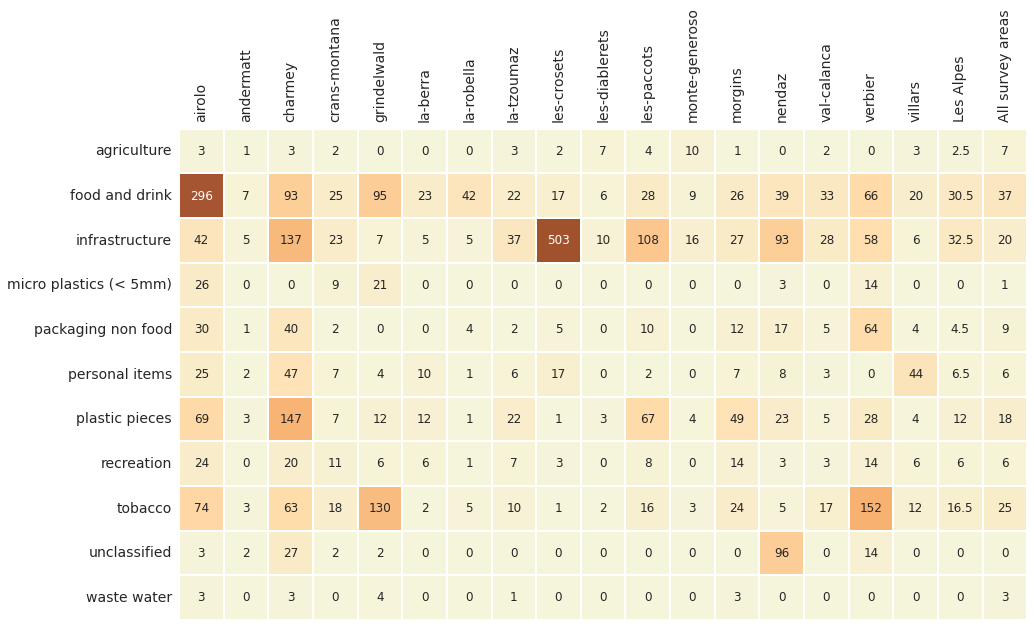 airolo andermatt charmey crans-montana grindelwald la-berra la-robella la-tzoumaz les-crosets les-diablerets les-paccots monte-generoso morgins nendaz val-calanca verbier villars Les Alpes All survey areas
agriculture 3 1 3 2 0 0 0 3 2 7 4 10 1 0 2 0 3 2.5 7
food and drink 296 7 93 25 95 23 42 22 17 6 28 9 26 39 33 66 20 30.5 37
infrastructure 42 5 137 23 7 5 5 37 503 10 108 16 27 93 28 58 6 32.5 20
micro plastics (< 5mm) 26 0 0 9 21 0 0 0 0 0 0 0 0 3 0 14 0 0 1
packaging non food 30 1 40 2 0 0 4 2 5 0 10 0 12 17 5 64 4 4.5 9
personal items 25 2 47 7 4 10 1 6 17 0 2 0 7 8 3 0 44 6.5 6
plastic pieces 69 3 147 7 12 12 1 22 1 3 67 4 49 23 5 28 4 12 18
recreation 24 0 20 11 6 6 1 7 3 0 8 0 14 3 3 14 6 6 6
tobacco 74 3 63 18 130 2 5 10 1 2 16 3 24 5 17 152 12 16.5 25
unclassified 3 2 27 2 2 0 0 0 0 0 0 0 0 96 0 14 0 0 0
waste water 3 0 3 0 4 0 0 1 0 0 0 0 3 0 0 0 0 0 3